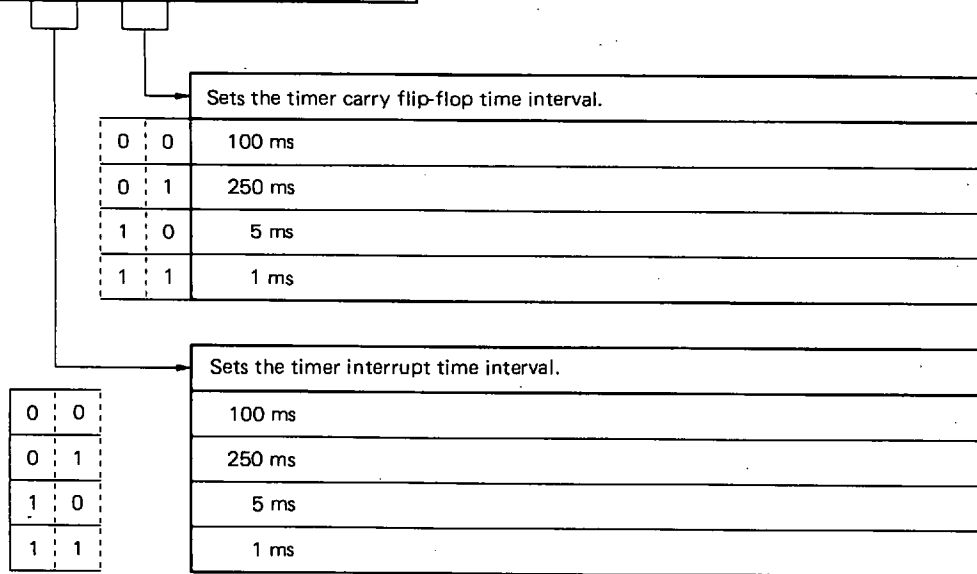 Sets the timer carry flip-flop time interval.
0 0 100 ms
0 1 250 ms
1 0 5 ms
1 1 1 ms
Sets the timer interrupt time interval.
0 0 100 ms
0 1 250 ms
1 0 5 ms
1 1 1 ms